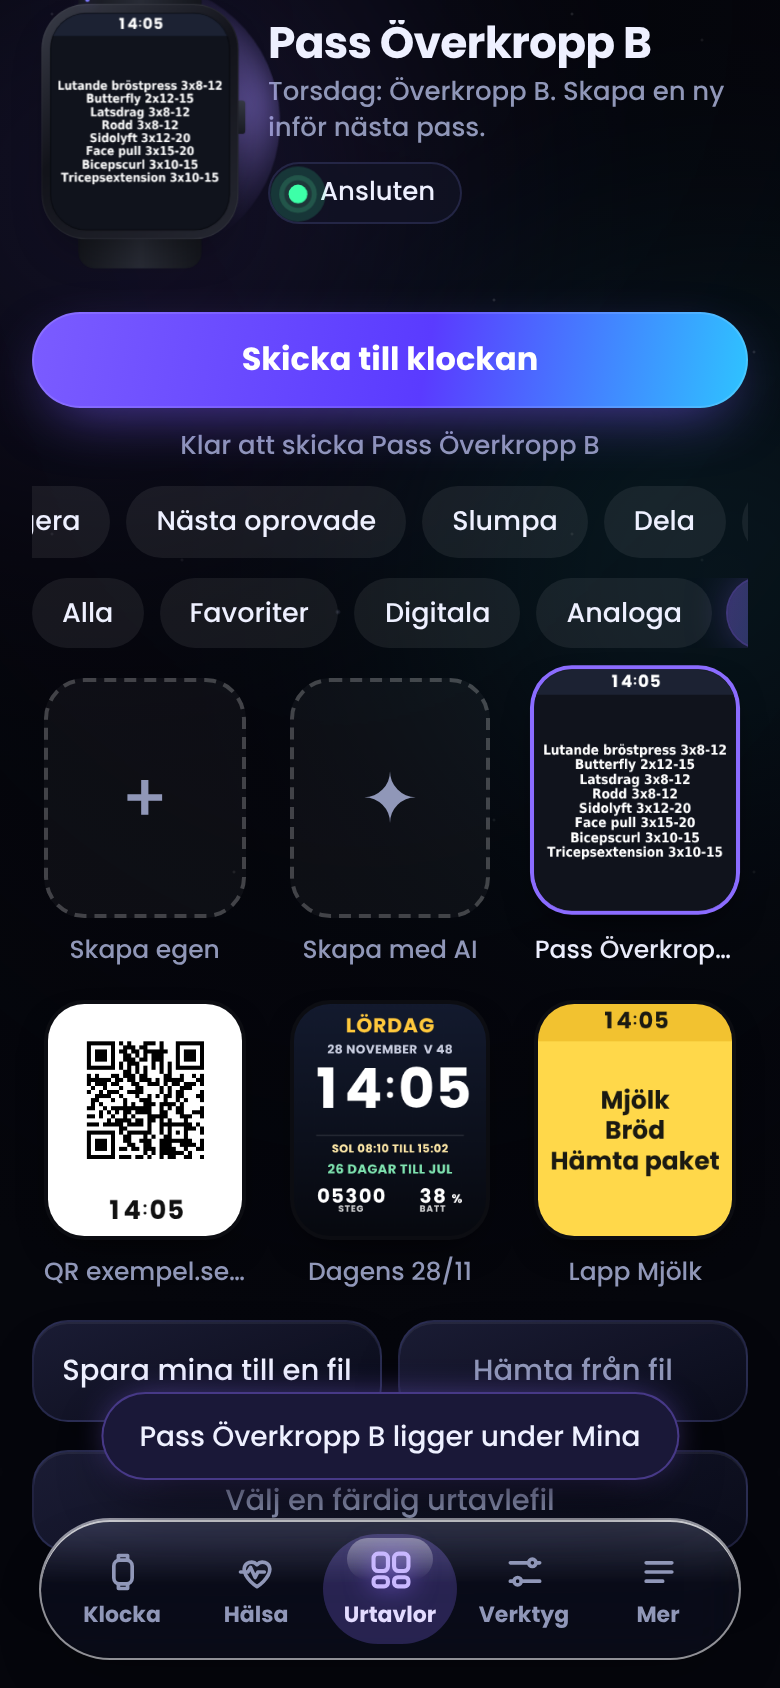 14:05
Lutande bröstpress 3x8-12
Butterfly 2x12-15
Latsdrag 3x8-12
Rodd 3x8-12
Sidolyft 3x12-20
Face pull 3x15-20
Bicepscurl 3x10-15
Tricepsextension 3x10-15
Pass Överkropp B
Torsdag: Överkropp B. Skapa en ny
inför nästa pass.
Ansluten
Skicka till klockan
Klar att skicka Pass Överkropp B
gera
Nästa oprovade
Slumpa
Dela
Alla
Favoriter
Digitala
Analoga
+
Skapa egen
Skapa med AI
14:05
Lutande bröstpress 3x8-12
Butterfly 2x12-15
Latsdrag 3x8-12
Rodd 3x8-12
Sidolyft 3x12-20
Face pull 3x15-20
Bicepscurl 3x10-15
Tricepsextension 3x10-15
Pass Överkrop...
14:05
QR exempel.se...
LÖRDAG
28 NOVEMBER V 48
14:05
SOL 08:10 TILL 15:02
26 DAGAR TILL JUL
05300 38 %
STEG BATT
Dagens 28/11
14:05
Mjölk
Bröd
Hämta paket
Lapp Mjölk
Spara mina till en fil
Hämta från fil
Pass Överkropp B ligger under Mina
Välj en färdig urtavlefil
Klocka
Hälsa
Urtavlor
Verktyg
Mer